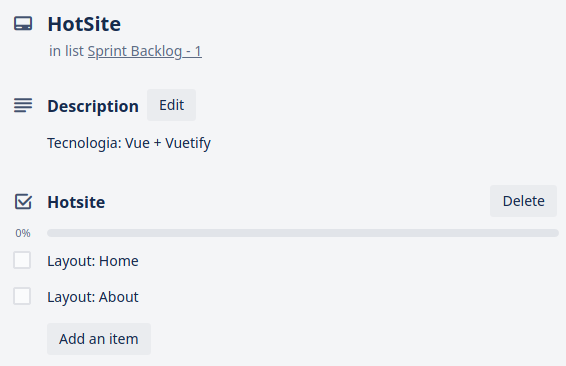 HotSite
in list Sprint Backlog - 1
Description Edit
Tecnologia: Vue + Vuetify
Hotsite Delete
0%
Layout: Home
Layout: About
Add an item